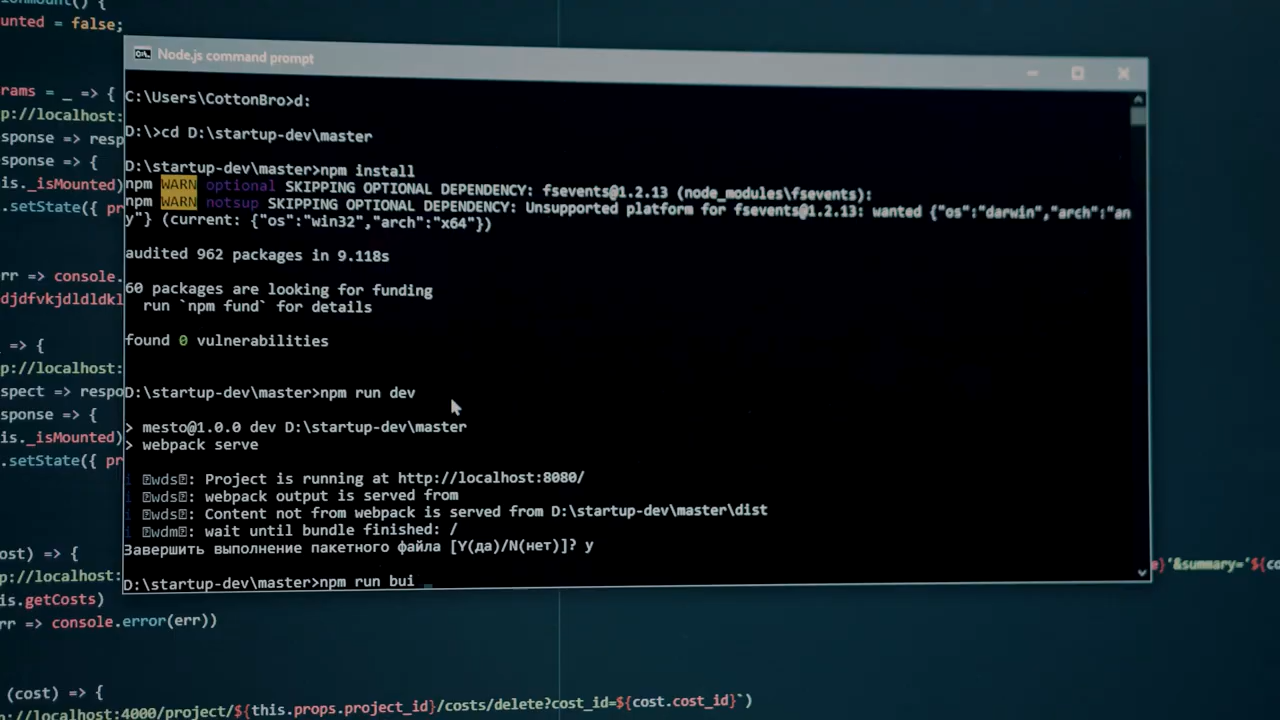 onmount() {
unted = false;
Node.js command prompt
C:\Users\CottonBro>d:
D:\>cd D:\startup-dev\master
D:\startup-dev\master>npm install
npm WARN optional SKIPPING OPTIONAL DEPENDENCY: fsevents@1.2.13 (node_modules\fsevents):
npm WARN notsup SKIPPING OPTIONAL DEPENDENCY: Unsupported platform for fsevents@1.2.13: wanted {"os":"darwin","arch":"an
y"} (current: {"os":"win32","arch":"x64"})
audited 962 packages in 9.118s
60 packages are looking for funding
run `npm fund` for details
found 0 vulnerabilities
D:\startup-dev\master>npm run dev
> mesto@1.0.0 dev D:\startup-dev\master
> webpack serve
i ｢wds｣: Project is running at http://localhost:8080/
i ｢wds｣: webpack output is served from
i ｢wds｣: Content not from webpack is served from D:\startup-dev\master\dist
i ｢wdm｣: wait until bundle finished: /
Завершить выполнение пакетного файла [Y(да)/N(нет)]? y
D:\startup-dev\master>npm run bui
rams = _ => {
p://localhost:
sponse => resp
sponse => {
is._isMounted)
.setState({ pr
rr => console.
djdfvkjdldldkl
_ => {
p://localhost:
spect => respo
sponse => {
is._isMounted)
.setState({ pr
ost) => {
p://localhost:
is.getCosts)
rr => console.error(err))
e}'&summary='${co
(cost) => {
://localhost:4000/project/${this.props.project_id}/costs/delete?cost_id=${cost.cost_id}`)